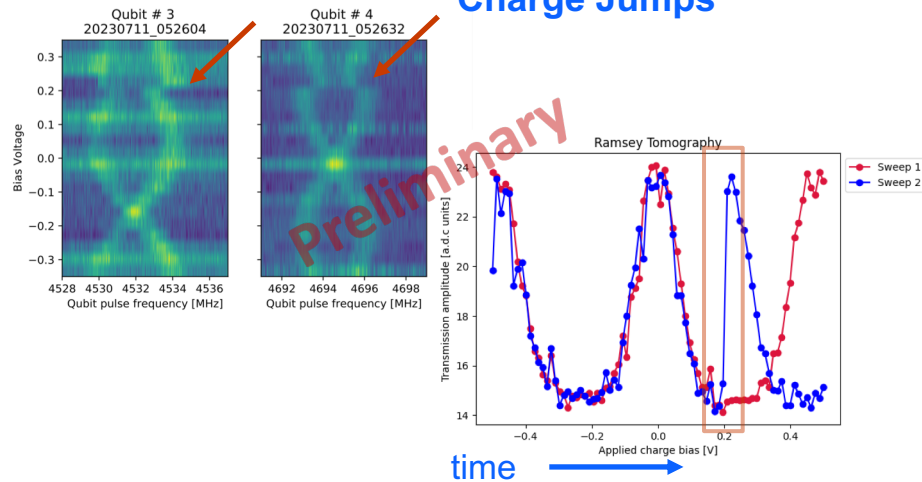 Charge Jumps
Qubit # 3
20230711_052604
Qubit # 4
20230711_052632
Bias Voltage
0.3
0.2
0.1
0.0
−0.1
−0.2
−0.3
4528 4530 4532 4534 4536
Qubit pulse frequency [MHz]
4692 4694 4696 4698
Qubit pulse frequency [MHz]
Preliminary
Ramsey Tomography
Sweep 1
Sweep 2
Transmission amplitude [a.d.c units]
24
22
20
18
16
14
−0.4 −0.2 0.0 0.2 0.4
Applied charge bias [V]
time